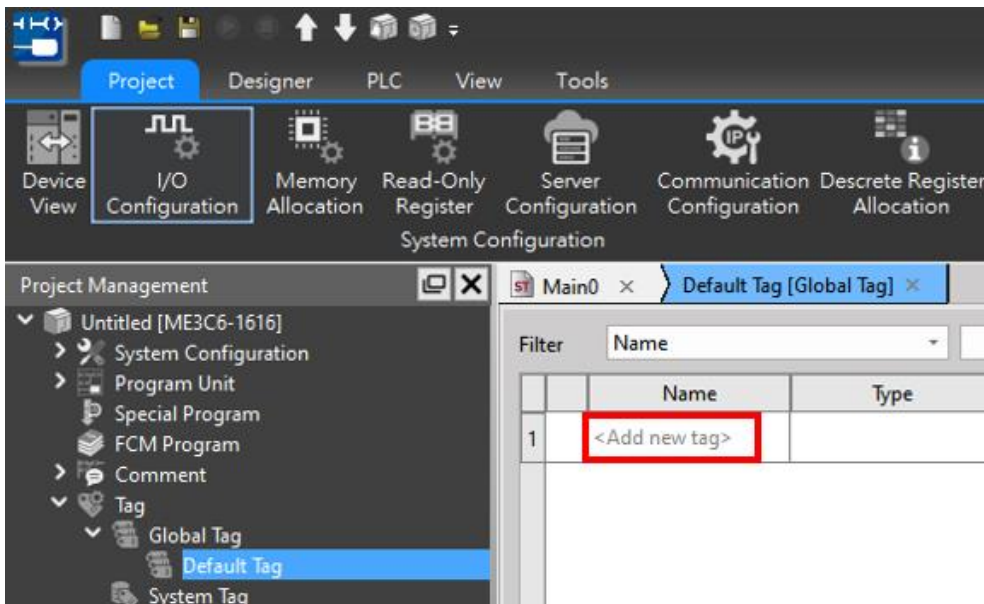 Project Designer PLC View Tools
Device View
I/O Configuration
Memory Allocation
Read-Only Register
Server Configuration
Communication Configuration
Descrete Register Allocation
System Configuration
Project Management
Untitled [ME3C6-1616]
System Configuration
Program Unit
Special Program
FCM Program
Comment
Tag
Global Tag
Default Tag
System Tag
ST Main0 × Default Tag [Global Tag] ×
Filter Name
Name Type
1 <Add new tag>